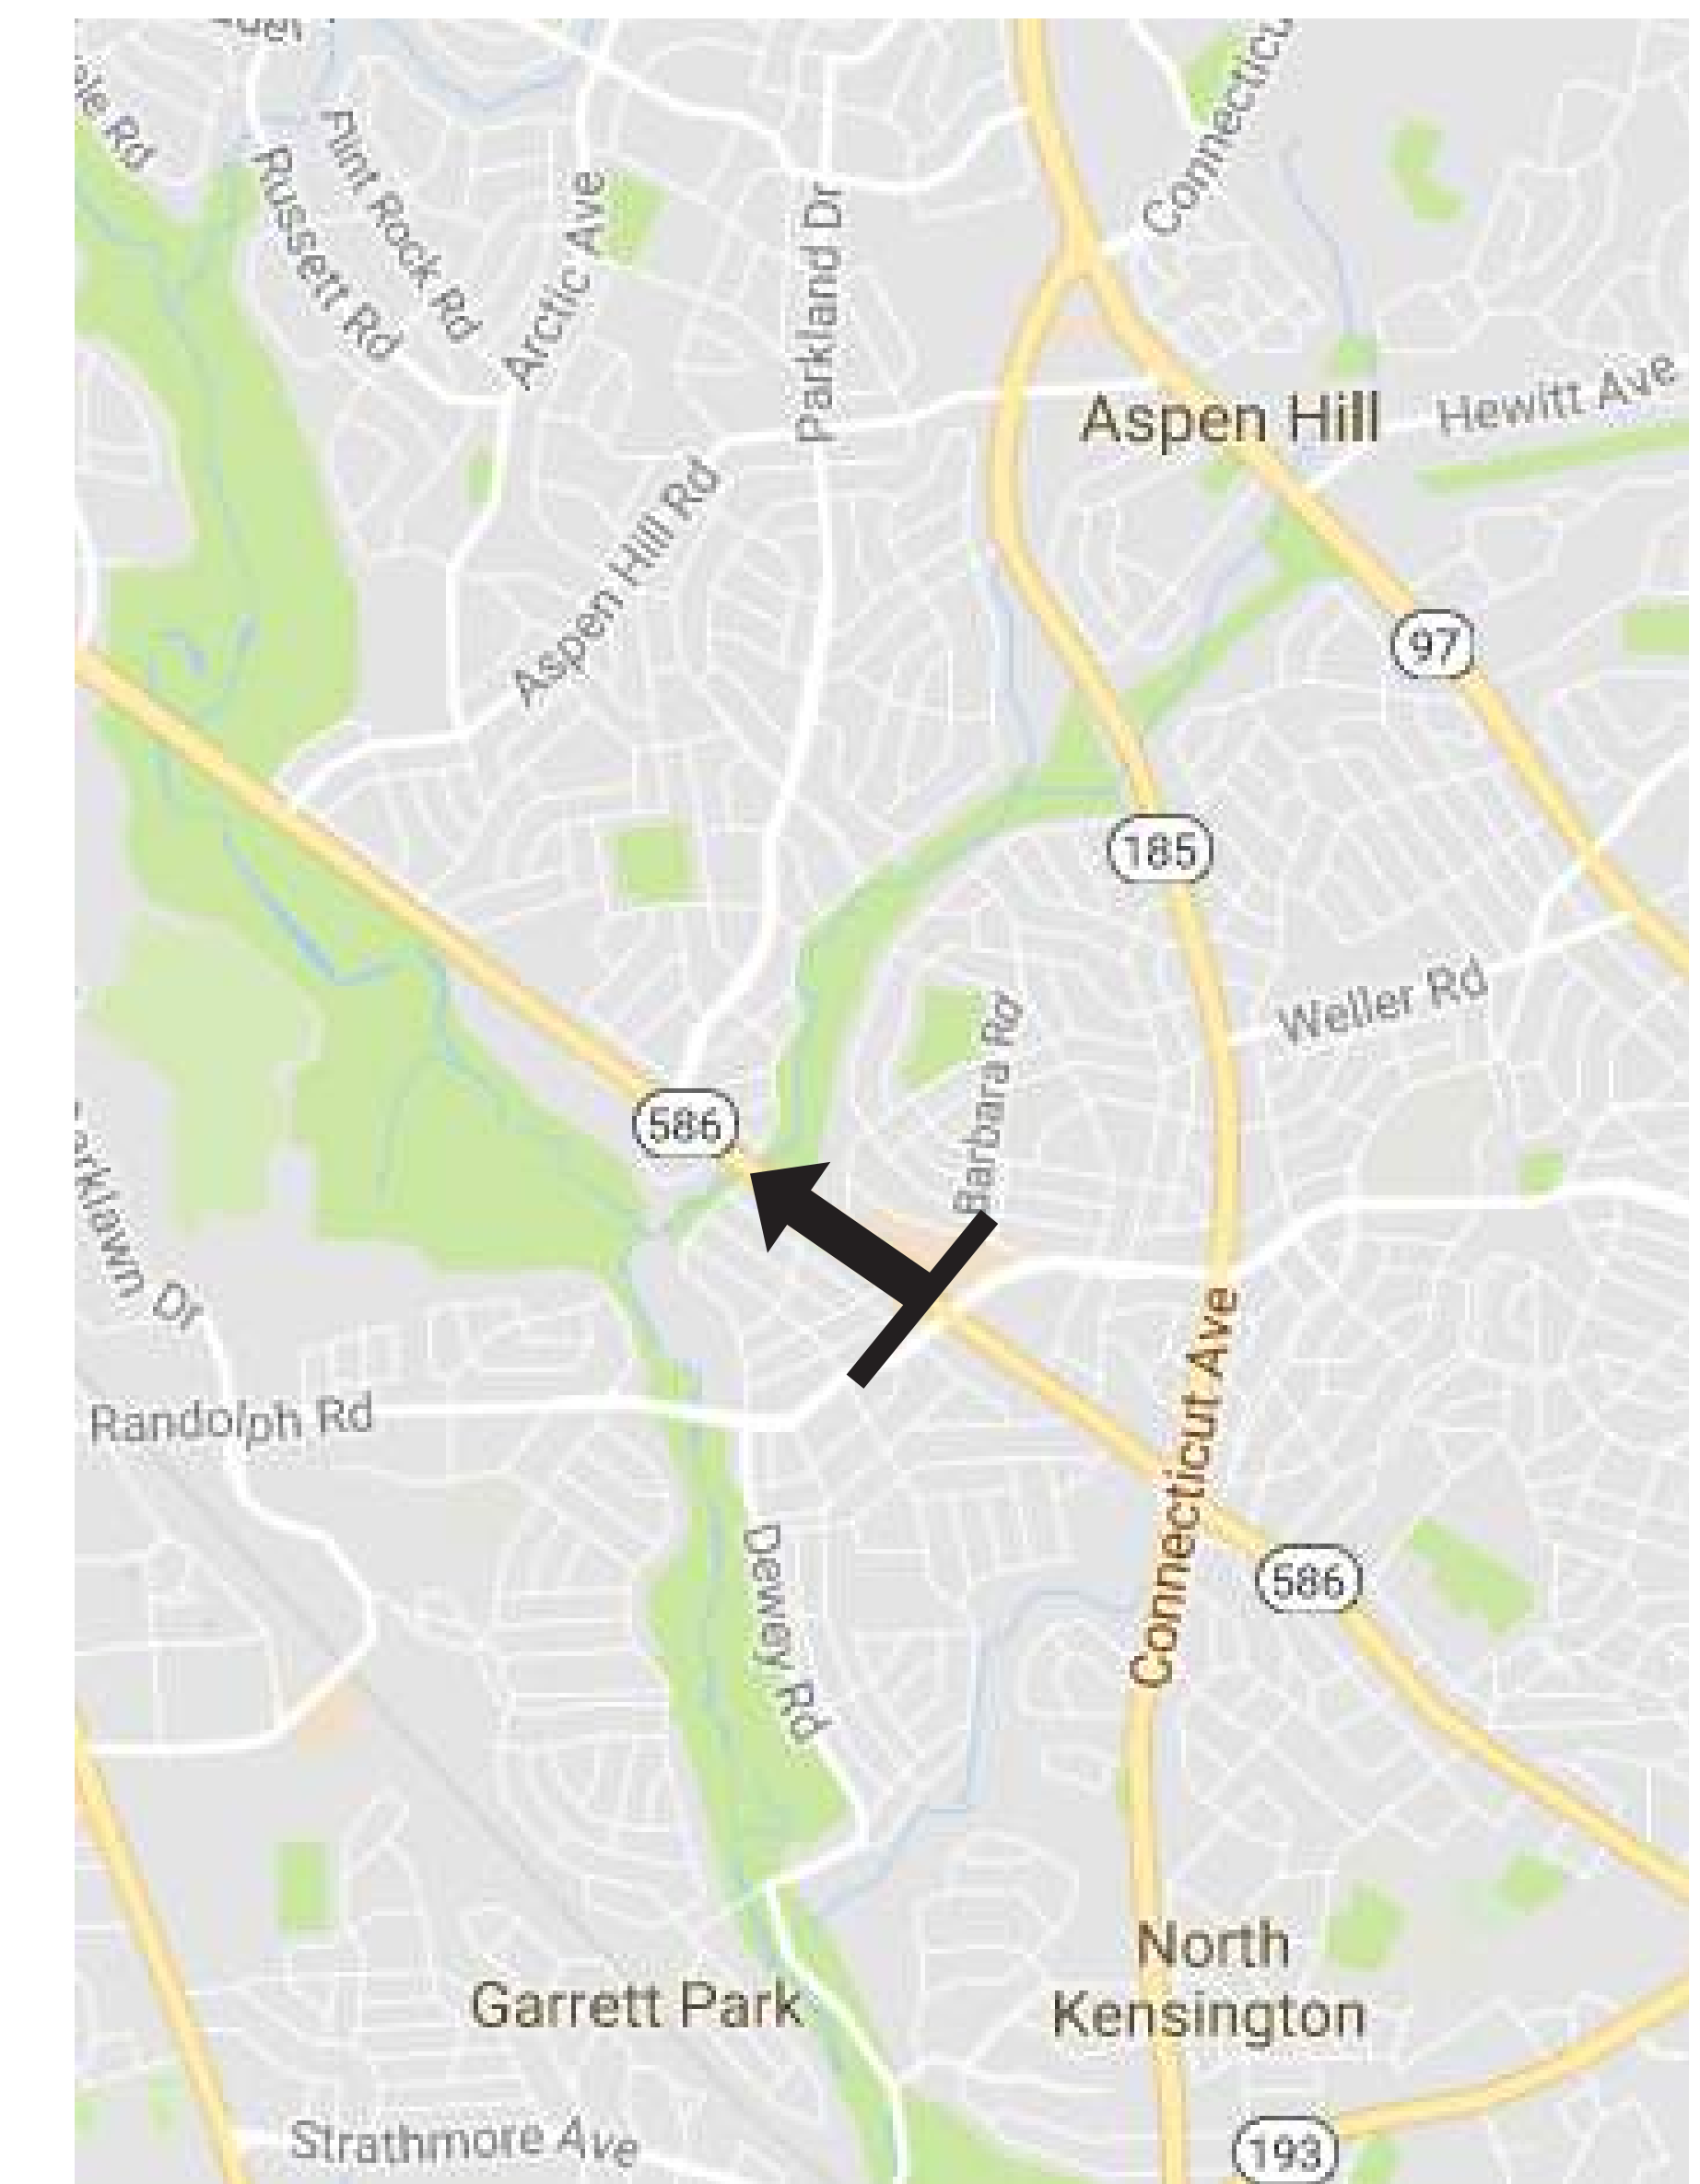 Russett Rd
Flint Rock Rd
Arctic Ave
Parkland Dr
Aspen Hill
Hewitt Ave
Aspen Hill Rd
97
185
Weller Rd
Barbara Rd
586
Randolph Rd
Connecticut Ave
586
Dewey Rd
North
Kensington
Garrett Park
Strathmore Ave
193